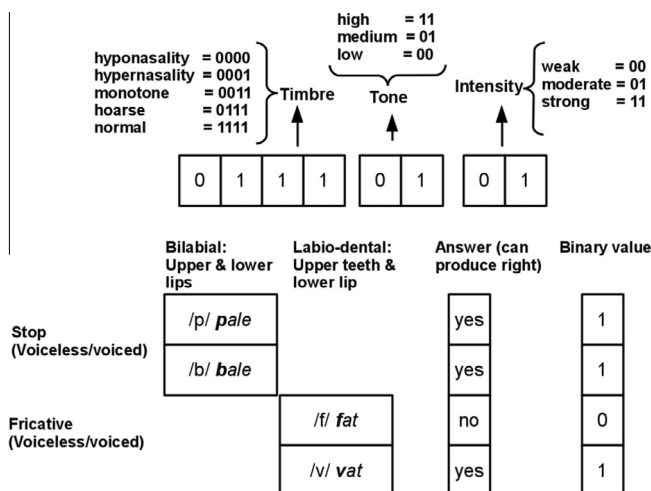 high = 11
medium = 01
low = 00
hyponasality = 0000
hypernasality = 0001
monotone = 0011
hoarse = 0111
normal = 1111
Timbre
Tone
Intensity
weak = 00
moderate = 01
strong = 11
0 1 1 1 0 1 0 1
Bilabial:
Upper & lower
lips
Labio-dental:
Upper teeth &
lower lip
Answer (can
produce right)
Binary value
Stop
(Voiceless/voiced)
/p/ pale yes 1
/b/ bale yes 1
Fricative
(Voiceless/voiced)
/f/ fat no 0
/v/ vat yes 1